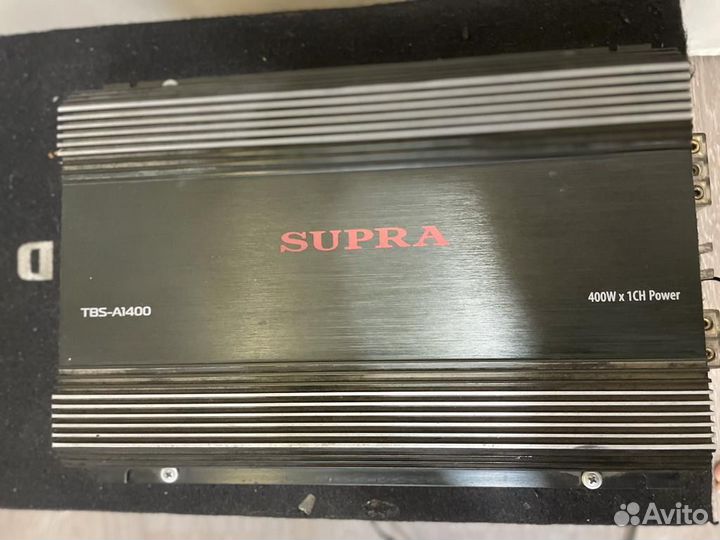 SUPRA
TBS-A1400
400W x 1CH Power
Avito